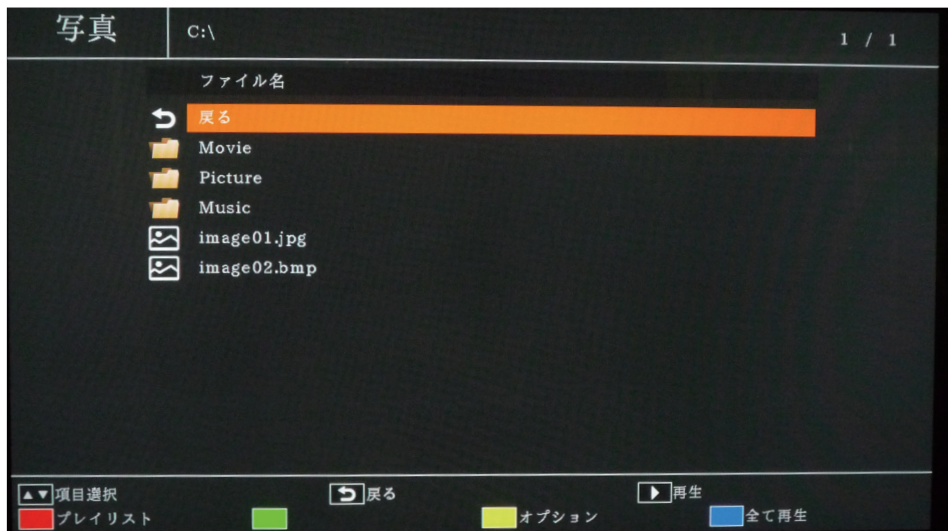 写真
C:\
1 / 1
ファイル名
戻る
Movie
Picture
Music
image01.jpg
image02.bmp
▲▼項目選択
戻る
再生
プレイリスト
オプション
全て再生